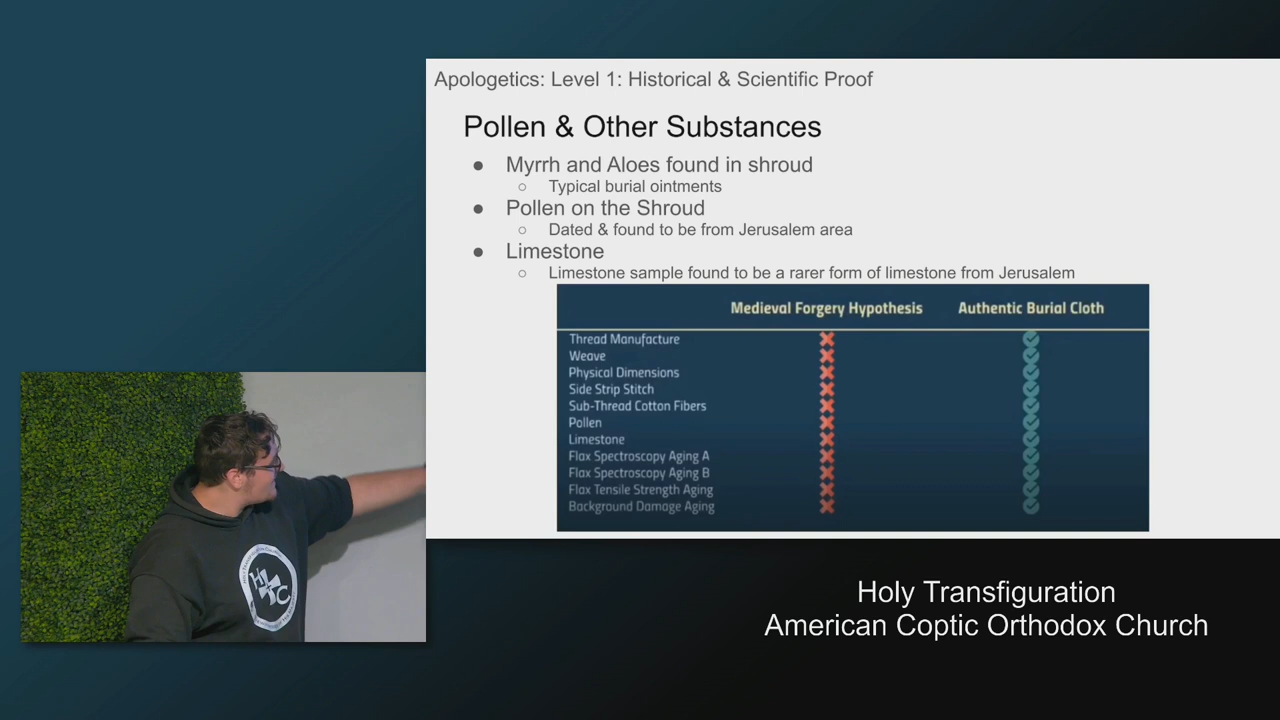 Apologetics: Level 1: Historical & Scientific Proof
Pollen & Other Substances
● Myrrh and Aloes found in shroud
○ Typical burial ointments
● Pollen on the Shroud
○ Dated & found to be from Jerusalem area
● Limestone
○ Limestone sample found to be a rarer form of limestone from Jerusalem
Medieval Forgery Hypothesis Authentic Burial Cloth
Thread Manufacture
Weave
Physical Dimensions
Side Strip Stitch
Sub-Thread Cotton Fibers
Pollen
Limestone
Flax Spectroscopy Aging A
Flax Spectroscopy Aging B
Flax Tensile Strength Aging
Background Damage Aging
H C
Holy Transfiguration
American Coptic Orthodox Church